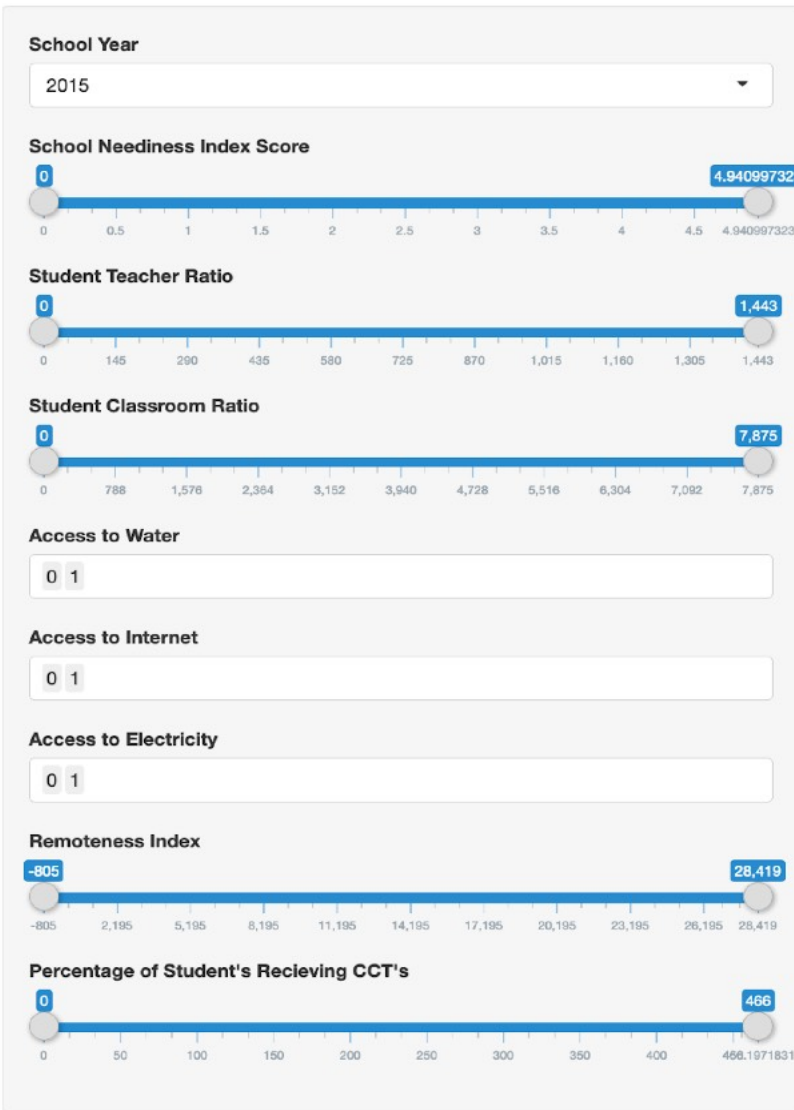 School Year
2015
School Neediness Index Score
0 4.94099732
0 0.5 1 1.5 2 2.5 3 3.5 4 4.5 4.940997323
Student Teacher Ratio
0 1,443
0 145 290 435 580 725 870 1,015 1,160 1,305 1,443
Student Classroom Ratio
0 7,875
0 788 1,576 2,364 3,152 3,940 4,728 5,516 6,304 7,092 7,875
Access to Water
0 1
Access to Internet
0 1
Access to Electricity
0 1
Remoteness Index
-805 28,419
-805 2,195 5,195 8,195 11,195 14,195 17,195 20,195 23,195 26,195 28,419
Percentage of Student's Recieving CCT's
0 466
0 50 100 150 200 250 300 350 400 466.1971831